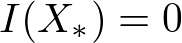 I(X_*) = 0